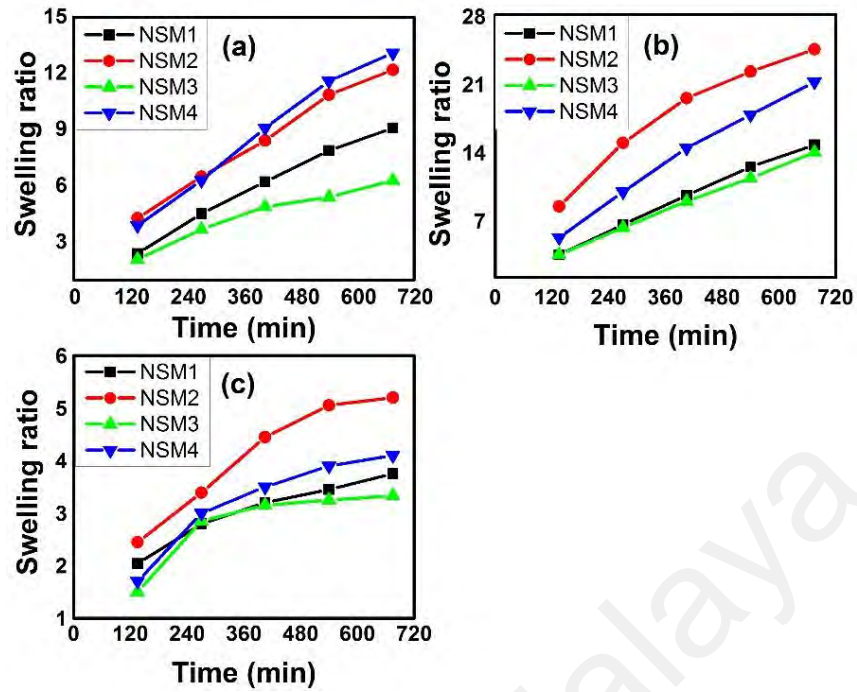 15
12
9
6
3
Swelling ratio
NSM1
NSM2
NSM3
NSM4
(a)
0 120 240 360 480 600 720
Time (min)
28
21
14
7
Swelling ratio
NSM1
NSM2
NSM3
NSM4
(b)
0 120 240 360 480 600 720
Time (min)
6
5
4
3
2
1
Swelling ratio
NSM1
NSM2
NSM3
NSM4
(c)
0 120 240 360 480 600 720
Time (min)
alaya